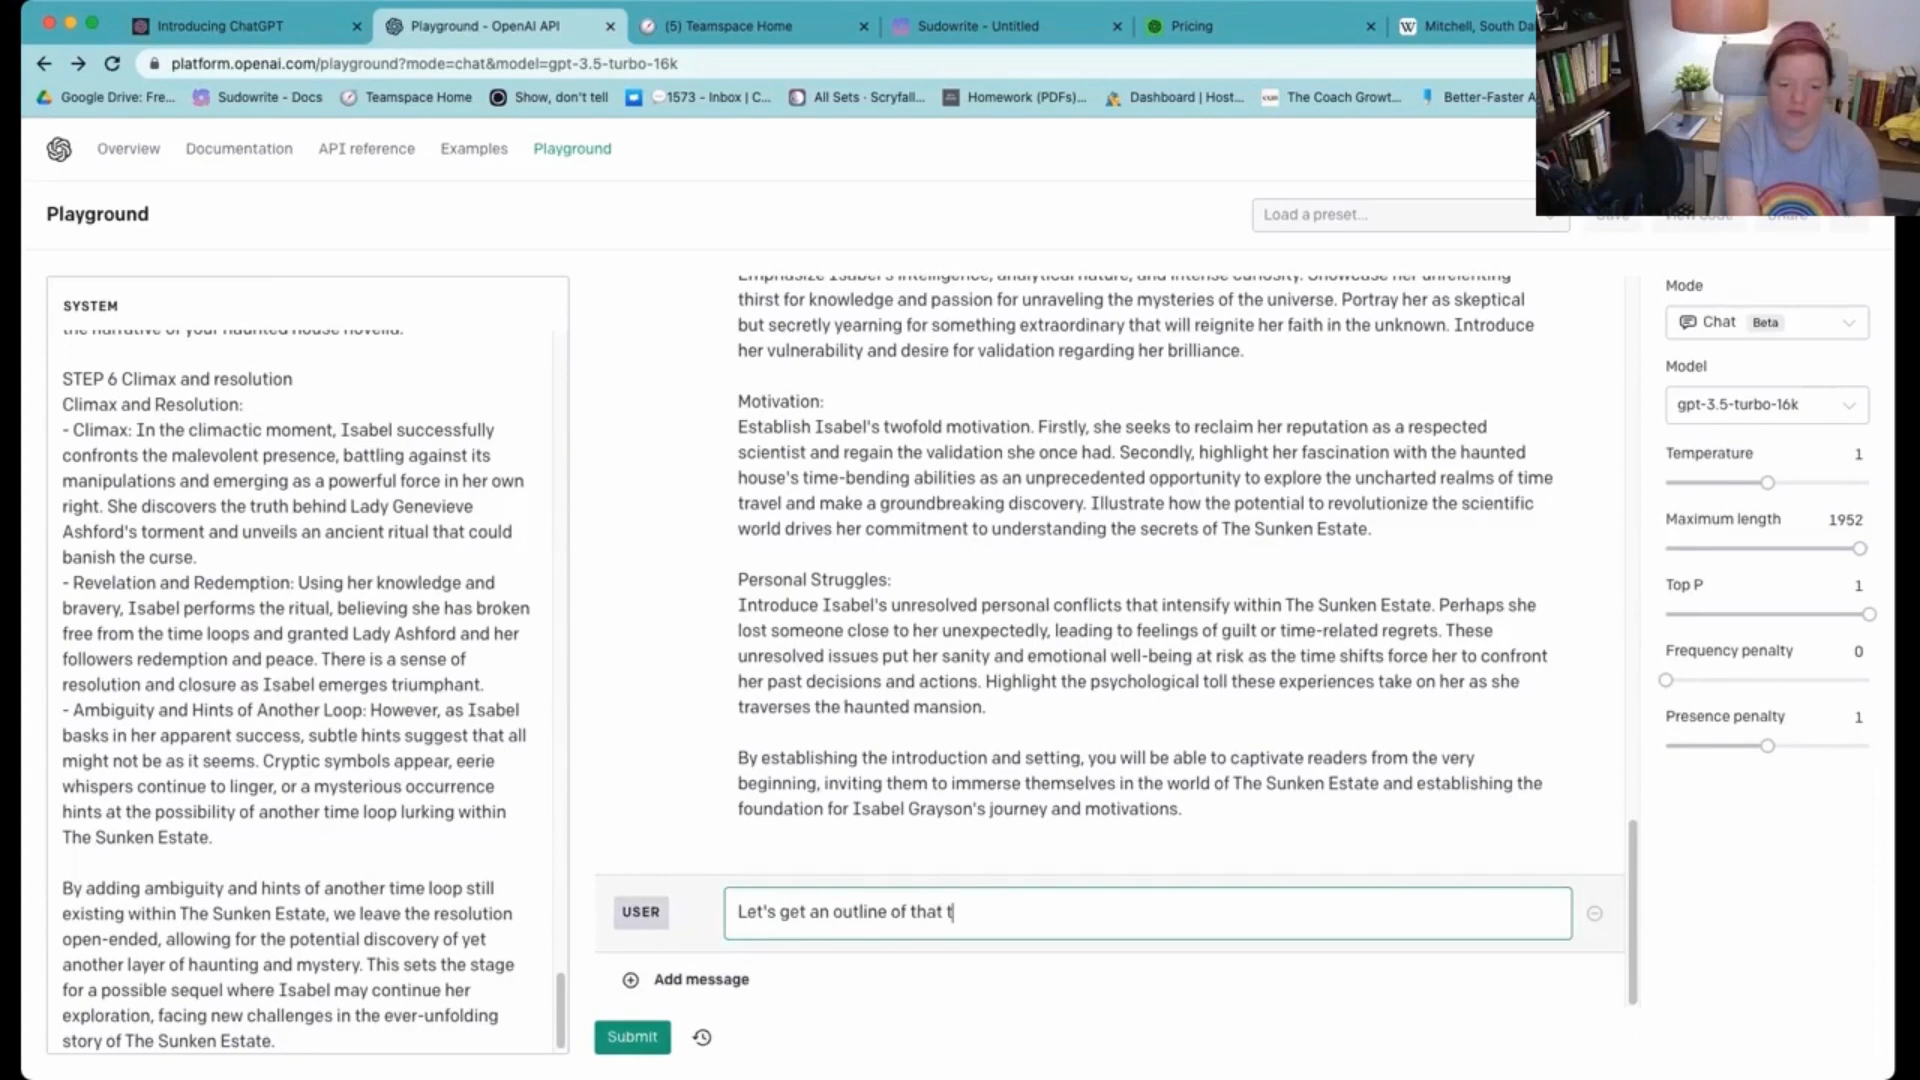 Introducing ChatGPT
Playground - OpenAI API
(5) Teamspace Home
Sudowrite - Untitled
Pricing
W Mitchell, South Da
platform.openai.com/playground?mode=chat&model=gpt-3.5-turbo-16k
Google Drive: Fre...
Sudowrite - Docs
Teamspace Home
Show, don't tell
1573 - Inbox | C...
All Sets · Scryfall...
Homework (PDFs)...
Dashboard | Host...
The Coach Growt...
Better-Faster A
Overview
Documentation
API reference
Examples
Playground
Playground
Load a preset...
SYSTEM
the narrative of your haunted house novella.
STEP 6 Climax and resolution
Climax and Resolution:
- Climax: In the climactic moment, Isabel successfully
confronts the malevolent presence, battling against its
manipulations and emerging as a powerful force in her own
right. She discovers the truth behind Lady Genevieve
Ashford's torment and unveils an ancient ritual that could
banish the curse.
- Revelation and Redemption: Using her knowledge and
bravery, Isabel performs the ritual, believing she has broken
free from the time loops and granted Lady Ashford and her
followers redemption and peace. There is a sense of
resolution and closure as Isabel emerges triumphant.
- Ambiguity and Hints of Another Loop: However, as Isabel
basks in her apparent success, subtle hints suggest that all
might not be as it seems. Cryptic symbols appear, eerie
whispers continue to linger, or a mysterious occurrence
hints at the possibility of another time loop lurking within
The Sunken Estate.
By adding ambiguity and hints of another time loop still
existing within The Sunken Estate, we leave the resolution
open-ended, allowing for the potential discovery of yet
another layer of haunting and mystery. This sets the stage
for a possible sequel where Isabel may continue her
exploration, facing new challenges in the ever-unfolding
story of The Sunken Estate.
Emphasize Isabel's intelligence, analytical nature, and intense curiosity. Showcase her unrelenting
thirst for knowledge and passion for unraveling the mysteries of the universe. Portray her as skeptical
but secretly yearning for something extraordinary that will reignite her faith in the unknown. Introduce
her vulnerability and desire for validation regarding her brilliance.
Motivation:
Establish Isabel's twofold motivation. Firstly, she seeks to reclaim her reputation as a respected
scientist and regain the validation she once had. Secondly, highlight her fascination with the haunted
house's time-bending abilities as an unprecedented opportunity to explore the uncharted realms of time
travel and make a groundbreaking discovery. Illustrate how the potential to revolutionize the scientific
world drives her commitment to understanding the secrets of The Sunken Estate.
Personal Struggles:
Introduce Isabel's unresolved personal conflicts that intensify within The Sunken Estate. Perhaps she
lost someone close to her unexpectedly, leading to feelings of guilt or time-related regrets. These
unresolved issues put her sanity and emotional well-being at risk as the time shifts force her to confront
her past decisions and actions. Highlight the psychological toll these experiences take on her as she
traverses the haunted mansion.
By establishing the introduction and setting, you will be able to captivate readers from the very
beginning, inviting them to immerse themselves in the world of The Sunken Estate and establishing the
foundation for Isabel Grayson's journey and motivations.
USER
Let's get an outline of that t
Add message
Submit
Mode
Chat Beta
Model
gpt-3.5-turbo-16k
Temperature 1
Maximum length 1952
Top P 1
Frequency penalty 0
Presence penalty 1